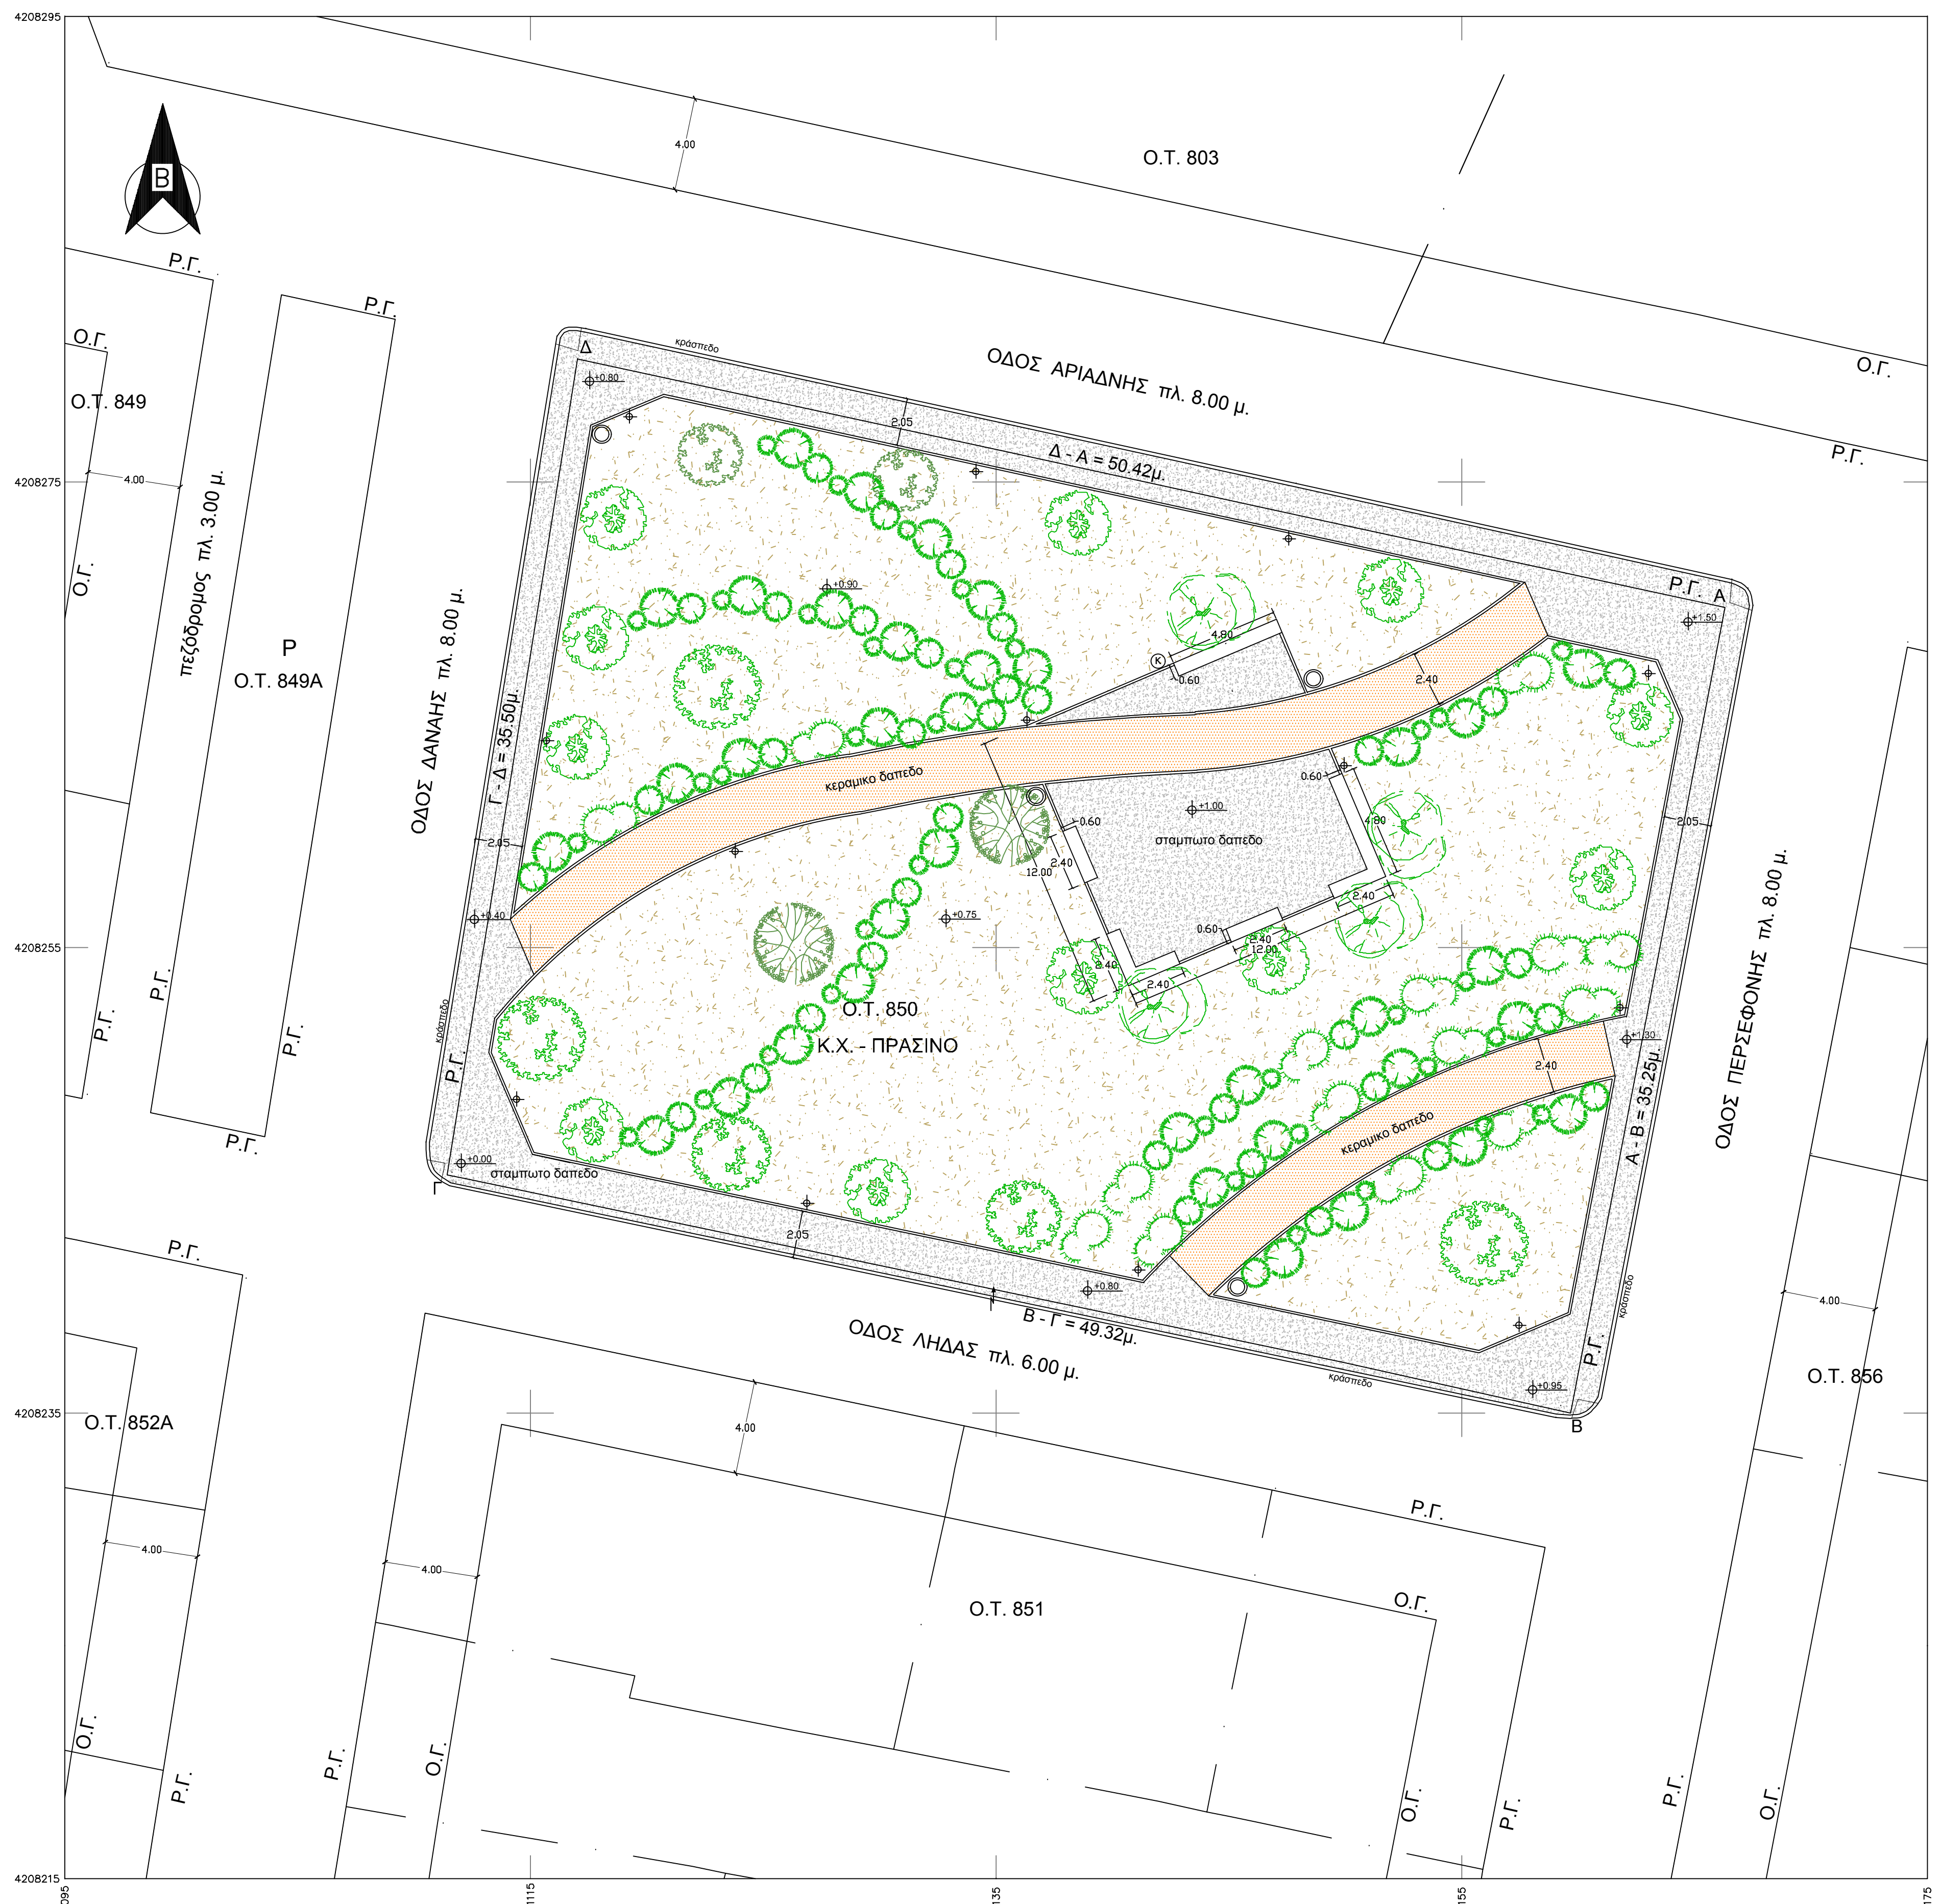 4208295
4.00
Ο.Τ. 803
Β
Ρ.Γ.
Ρ.Γ.
Ο.Γ.
κράσπεδο
Δ
ΟΔΟΣ ΑΡΙΑΔΝΗΣ πλ. 8.00 μ.
Ο.Γ.
+0.80
Ο.Τ. 849
2.05
Δ - Α = 50.42μ.
Ρ.Γ.
4208275
4.00
πεζόδρομος πλ. 3.00 μ.
Ο.Γ.
+0.90
Ρ.Γ.
Α
+1.50
ΟΔΟΣ ΔΑΝΑΗΣ πλ. 8.00 μ.
4.80
Ρ
Ο.Τ. 849Α
Κ
0.60
2.40
Γ - Δ = 35.50μ.
κεραμικο δαπεδο
0.60
+1.00
0.60
4.80
2.05
2.05
σταμπωτο δαπεδο
2.40
12.00
2.40
+0.40
+0.75
0.60
2.40
12.00
4208255
2.40
2.40
ΟΔΟΣ ΠΕΡΣΕΦΟΝΗΣ πλ. 8.00 μ.
Ρ.Γ.
Ρ.Γ.
Ρ.Γ.
κράσπεδο
Ο.Τ. 850
Κ.Χ. - ΠΡΑΣΙΝΟ
+1.30
Ρ.Γ.
2.40
Α - Β = 35.25μ.
κεραμικο δαπεδο
Ρ.Γ.
+0.00
σταμπωτο δαπεδο
Γ
2.05
Ρ.Γ.
+0.80
κράσπεδο
4.00
Β - Γ = 49.32μ.
ΟΔΟΣ ΛΗΔΑΣ πλ. 6.00 μ.
Ρ.Γ.
κράσπεδο
Ο.Τ. 856
+0.95
4208235
Ο.Τ. 852Α
4.00
Β
Ρ.Γ.
4.00
4.00
Ο.Τ. 851
Ο.Γ.
Ο.Γ.
Ρ.Γ.
Ρ.Γ.
Ο.Γ.
Ο.Γ.
Ρ.Γ.
Ρ.Γ.
Ο.Γ.
4208215
095
115
135
155
175